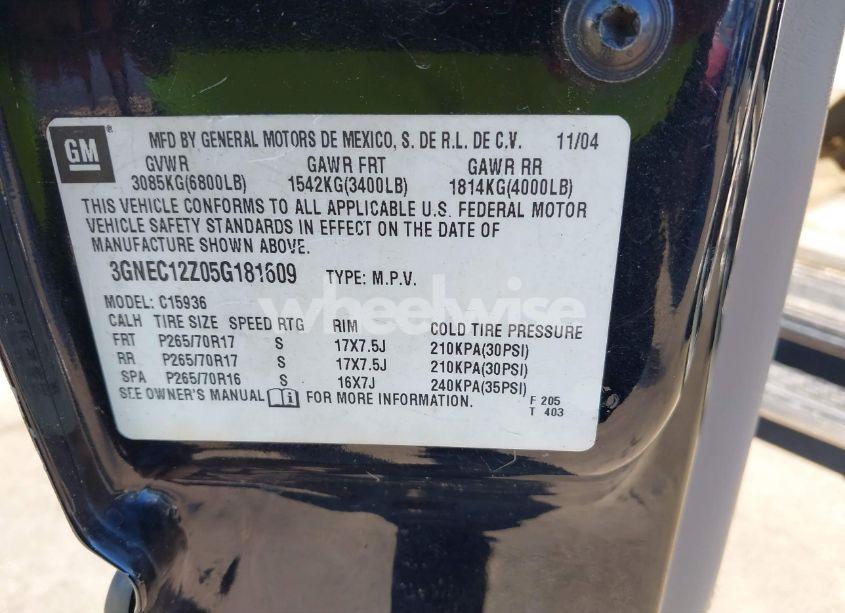 GM ®
MFD BY GENERAL MOTORS DE MEXICO, S. DE R.L. DE C.V. 11/04
GVWR GAWR FRT GAWR RR
3085KG(6800LB) 1542KG(3400LB) 1814KG(4000LB)
THIS VEHICLE CONFORMS TO ALL APPLICABLE U.S. FEDERAL MOTOR
VEHICLE SAFETY STANDARDS IN EFFECT ON THE DATE OF
MANUFACTURE SHOWN ABOVE.
3GNEC12Z05G181609 TYPE: M.P.V.
wheelwise
MODEL: C15936
CALH TIRE SIZE SPEED RTG RIM COLD TIRE PRESSURE
FRT P265/70R17 S 17X7.5J 210KPA(30PSI)
RR P265/70R17 S 17X7.5J 210KPA(30PSI)
SPA P265/70R16 S 16X7J 240KPA(35PSI)
SEE OWNER'S MANUAL i FOR MORE INFORMATION.
F 205
T 403